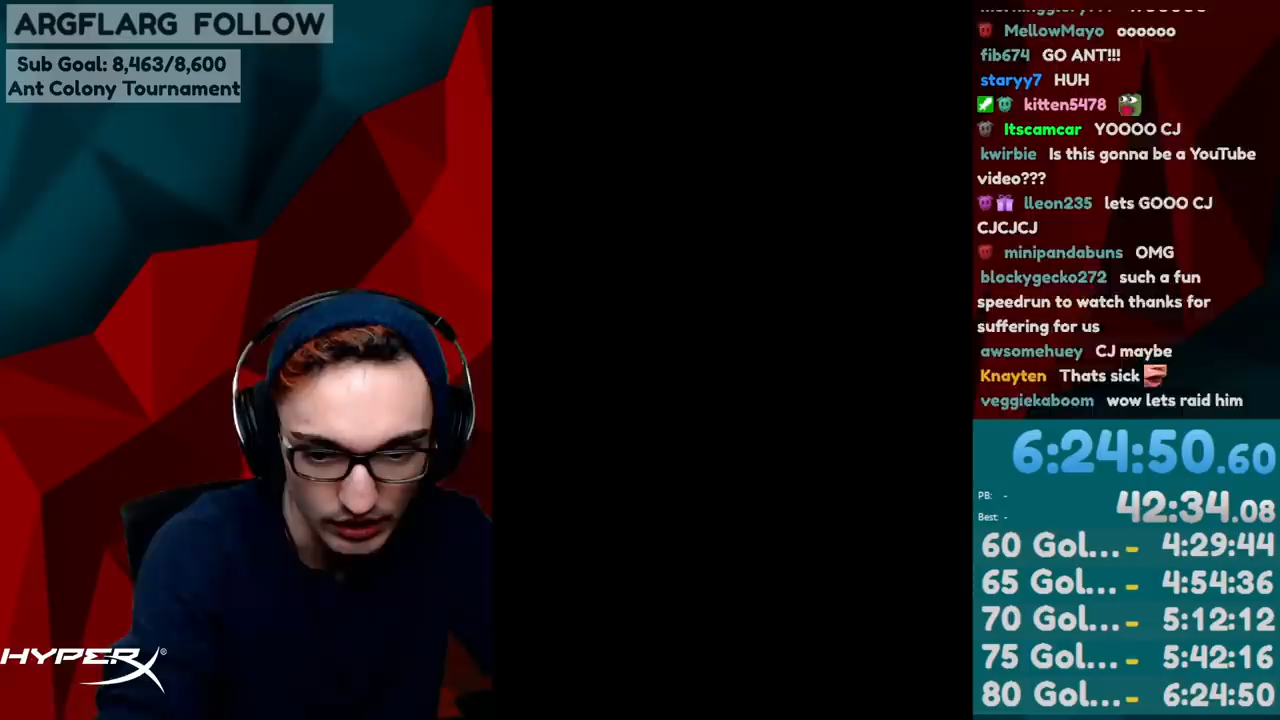 ARGFLARG FOLLOW
Sub Goal: 8,463/8,600
Ant Colony Tournament
HYPERX®
MellowMayo oooooo
fib674 GO ANT!!!
staryy7 HUH
kitten5478
Itscamcar YOOOO CJ
kwirbie Is this gonna be a YouTube
video???
lleon235 lets GOOO CJ
CJCJCJ
minipandabuns OMG
blockygecko272 such a fun
speedrun to watch thanks for
suffering for us
awsomehuey CJ maybe
Knayten Thats sick
veggiekaboom wow lets raid him
6:24:50.60
PB: -
42:34.08
Best: -
60 Gol... - 4:29:44
65 Gol... - 4:54:36
70 Gol... - 5:12:12
75 Gol... - 5:42:16
80 Gol... - 6:24:50